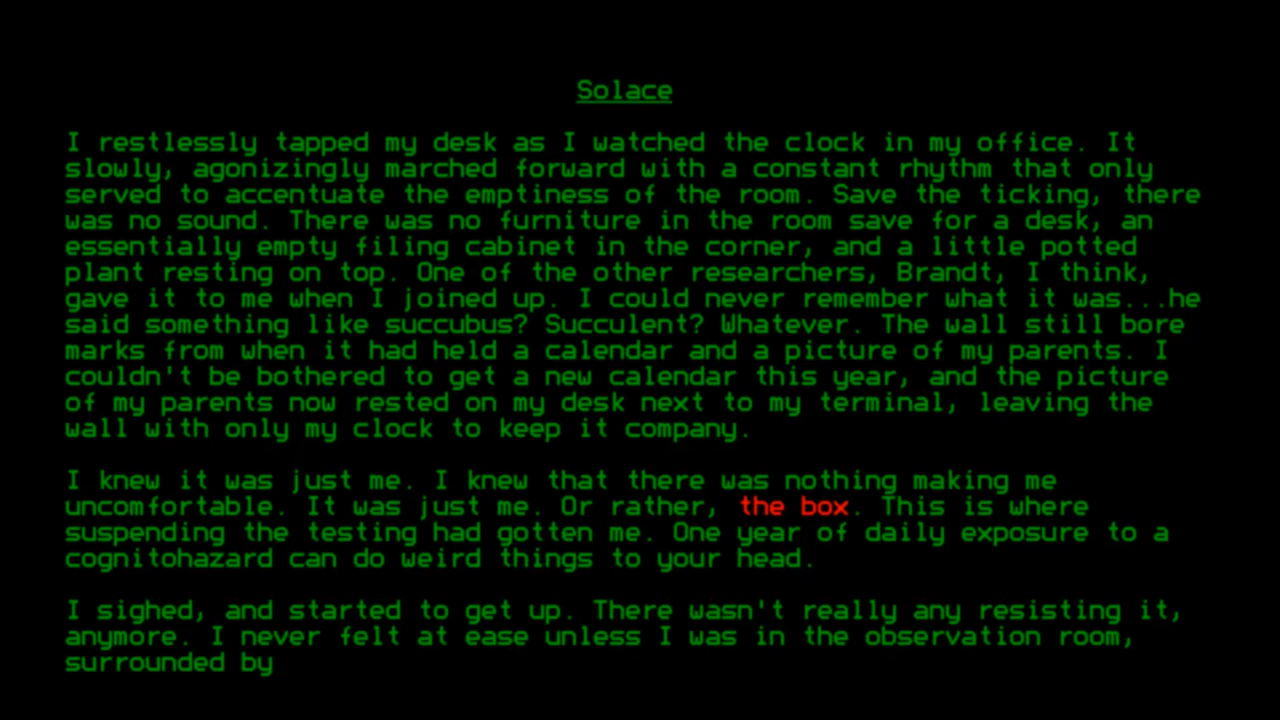 Solace
I restlessly tapped my desk as I watched the clock in my office. It
slowly, agonizingly marched forward with a constant rhythm that only
served to accentuate the emptiness of the room. Save the ticking, there
was no sound. There was no furniture in the room save for a desk, an
essentially empty filing cabinet in the corner, and a little potted
plant resting on top. One of the other researchers, Brandt, I think,
gave it to me when I joined up. I could never remember what it was...he
said something like succubus? Succulent? Whatever. The wall still bore
marks from when it had held a calendar and a picture of my parents. I
couldn't be bothered to get a new calendar this year, and the picture
of my parents now rested on my desk next to my terminal, leaving the
wall with only my clock to keep it company.
I knew it was just me. I knew that there was nothing making me
uncomfortable. It was just me. Or rather, the box. This is where
suspending the testing had gotten me. One year of daily exposure to a
cognitohazard can do weird things to your head.
I sighed, and started to get up. There wasn't really any resisting it,
anymore. I never felt at ease unless I was in the observation room,
surrounded by